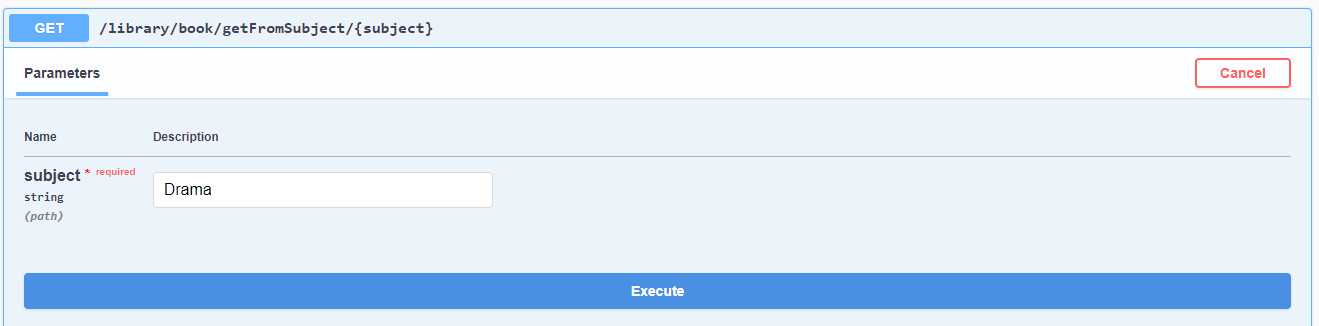 GET /library/book/getFromSubject/{subject}
Parameters Cancel
Name Description
subject * required
string
(path)
Drama
Execute